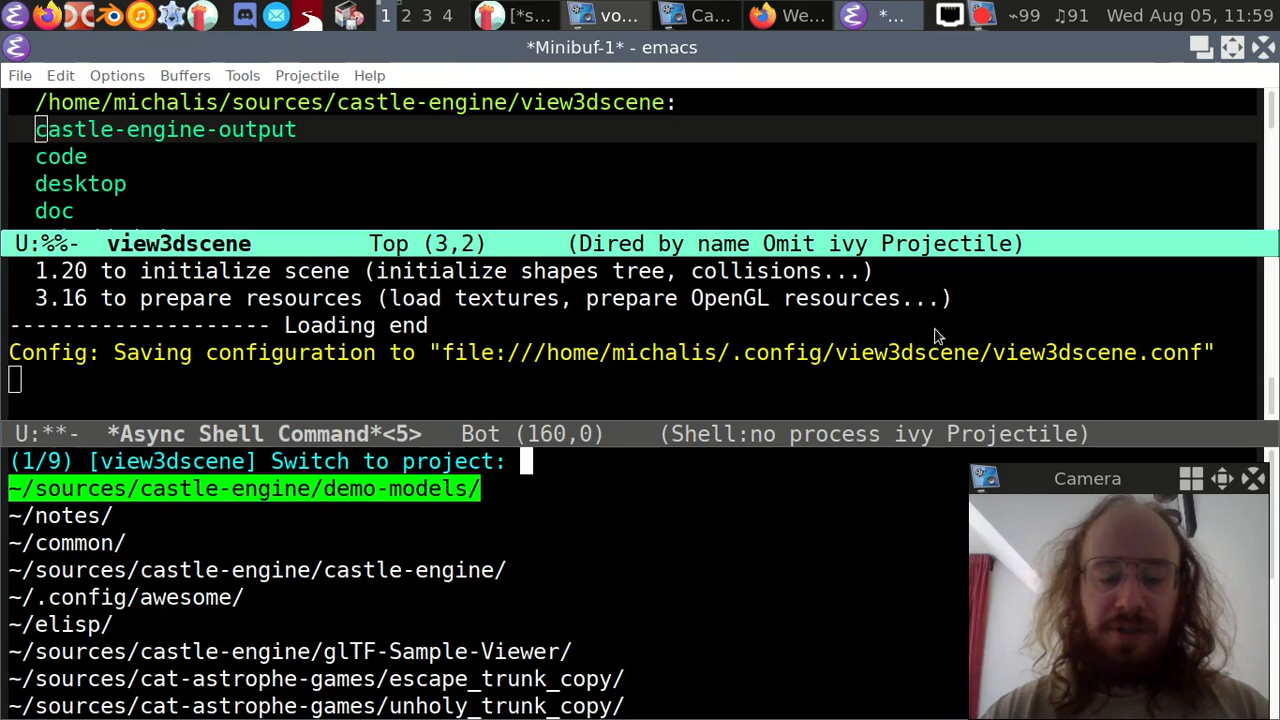 1 2 3 4 [*s... vo... Ca... We... *... ⌁99 ♫91 Wed Aug 05, 11:59
*Minibuf-1* - emacs
File Edit Options Buffers Tools Projectile Help
/home/michalis/sources/castle-engine/view3dscene:
castle-engine-output
code
desktop
doc
U:%%- view3dscene Top (3,2) (Dired by name Omit ivy Projectile)
1.20 to initialize scene (initialize shapes tree, collisions...)
3.16 to prepare resources (load textures, prepare OpenGL resources...)
-------------------- Loading end
Config: Saving configuration to "file:///home/michalis/.config/view3dscene/view3dscene.conf"
U:**- *Async Shell Command*<5> Bot (160,0) (Shell:no process ivy Projectile)
(1/9) [view3dscene] Switch to project:
~/sources/castle-engine/demo-models/
~/notes/
~/common/
~/sources/castle-engine/castle-engine/
~/.config/awesome/
~/elisp/
~/sources/castle-engine/glTF-Sample-Viewer/
~/sources/cat-astrophe-games/escape_trunk_copy/
~/sources/cat-astrophe-games/unholy_trunk_copy/
Camera